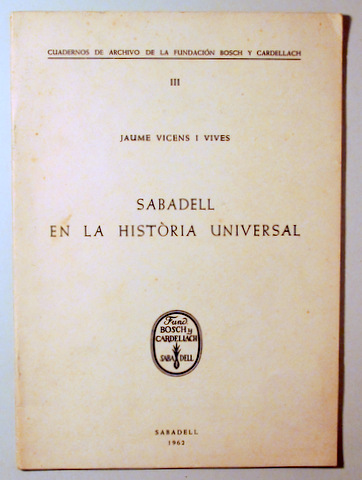 CUADERNOS DE ARCHIVO DE LA FUNDACIÓN BOSCH Y CARDELLACH
III
JAUME VICENS I VIVES
SABADELL
EN LA HISTÒRIA UNIVERSAL
Fund.
BOSCH y
CARDELLACH
SABADELL
SABADELL
1962